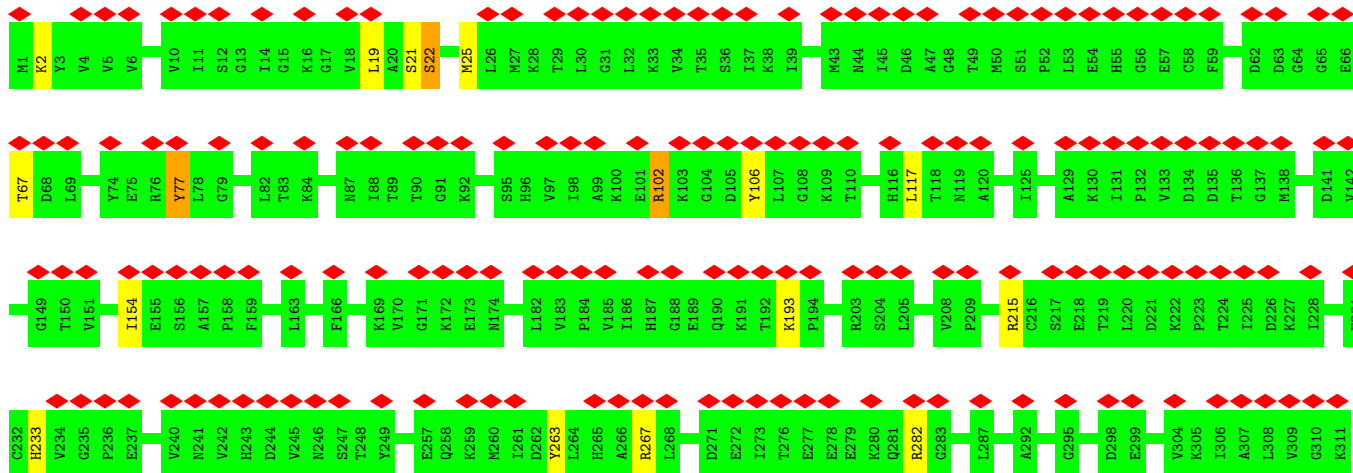 M1 K2 Y3 V4 V5 V6 V10 I11 S12 G13 I14 G15 K16 G17 V18 L19 A20 S21 S22 M25 L26 M27 K28 T29 L30 G31 L32 K33 V34 T35 S36 I37 K38 I39 M43 N44 I45 D46 A47 G48 T49 M50 S51 P52 L53 E54 H55 G56 E57 C58 F59 D62 D63 G64 G65 E66
T67 D68 L69 Y74 E75 R76 Y77 L78 G79 L82 T83 K84 N87 I88 T89 T90 G91 K92 S95 H96 V97 I98 A99 K100 E101 R102 K103 G104 D105 Y106 L107 G108 K109 T110 H116 L117 T118 N119 A120 I125 A129 K130 I131 P132 V133 D134 D135 T136 G137 M138 D141 V142
G149 T150 V151 I154 E155 S156 A157 P158 F159 L163 F166 K169 V170 G171 K172 E173 N174 L182 V183 P184 V185 I186 H187 G188 E189 Q190 K191 T192 K193 P194 R203 S204 L205 V208 P209 R215 C216 S217 E218 T219 L220 D221 K222 P223 T224 I225 D226 K227 I228
C232 H233 V234 G235 P236 E237 V240 N241 V242 H243 D244 V245 N246 S247 T248 Y249 E257 Q258 K259 M260 I261 D262 Y263 L264 H265 A266 R267 L268 D271 E272 I273 T276 E277 E278 E279 K280 Q281 R282 G283 L287 A292 G295 D298 E299 V304 K305 I306 A307 L308 V309 G310 K311